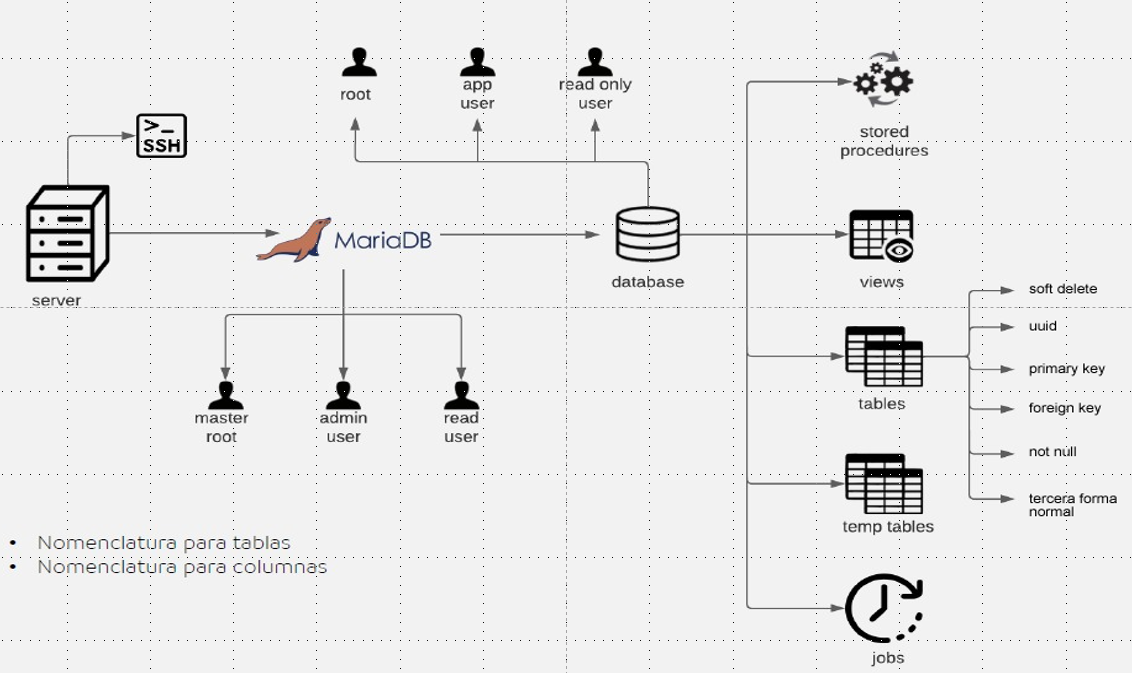 root
app
user
read only
user
>_
SSH
stored
procedures
MariaDB
server
database
views
soft delete
uuid
primary key
foreign key
not null
tercera forma
normal
tables
master
root
admin
user
read
user
temp tables
• Nomenclatura para tablas
• Nomenclatura para columnas
jobs